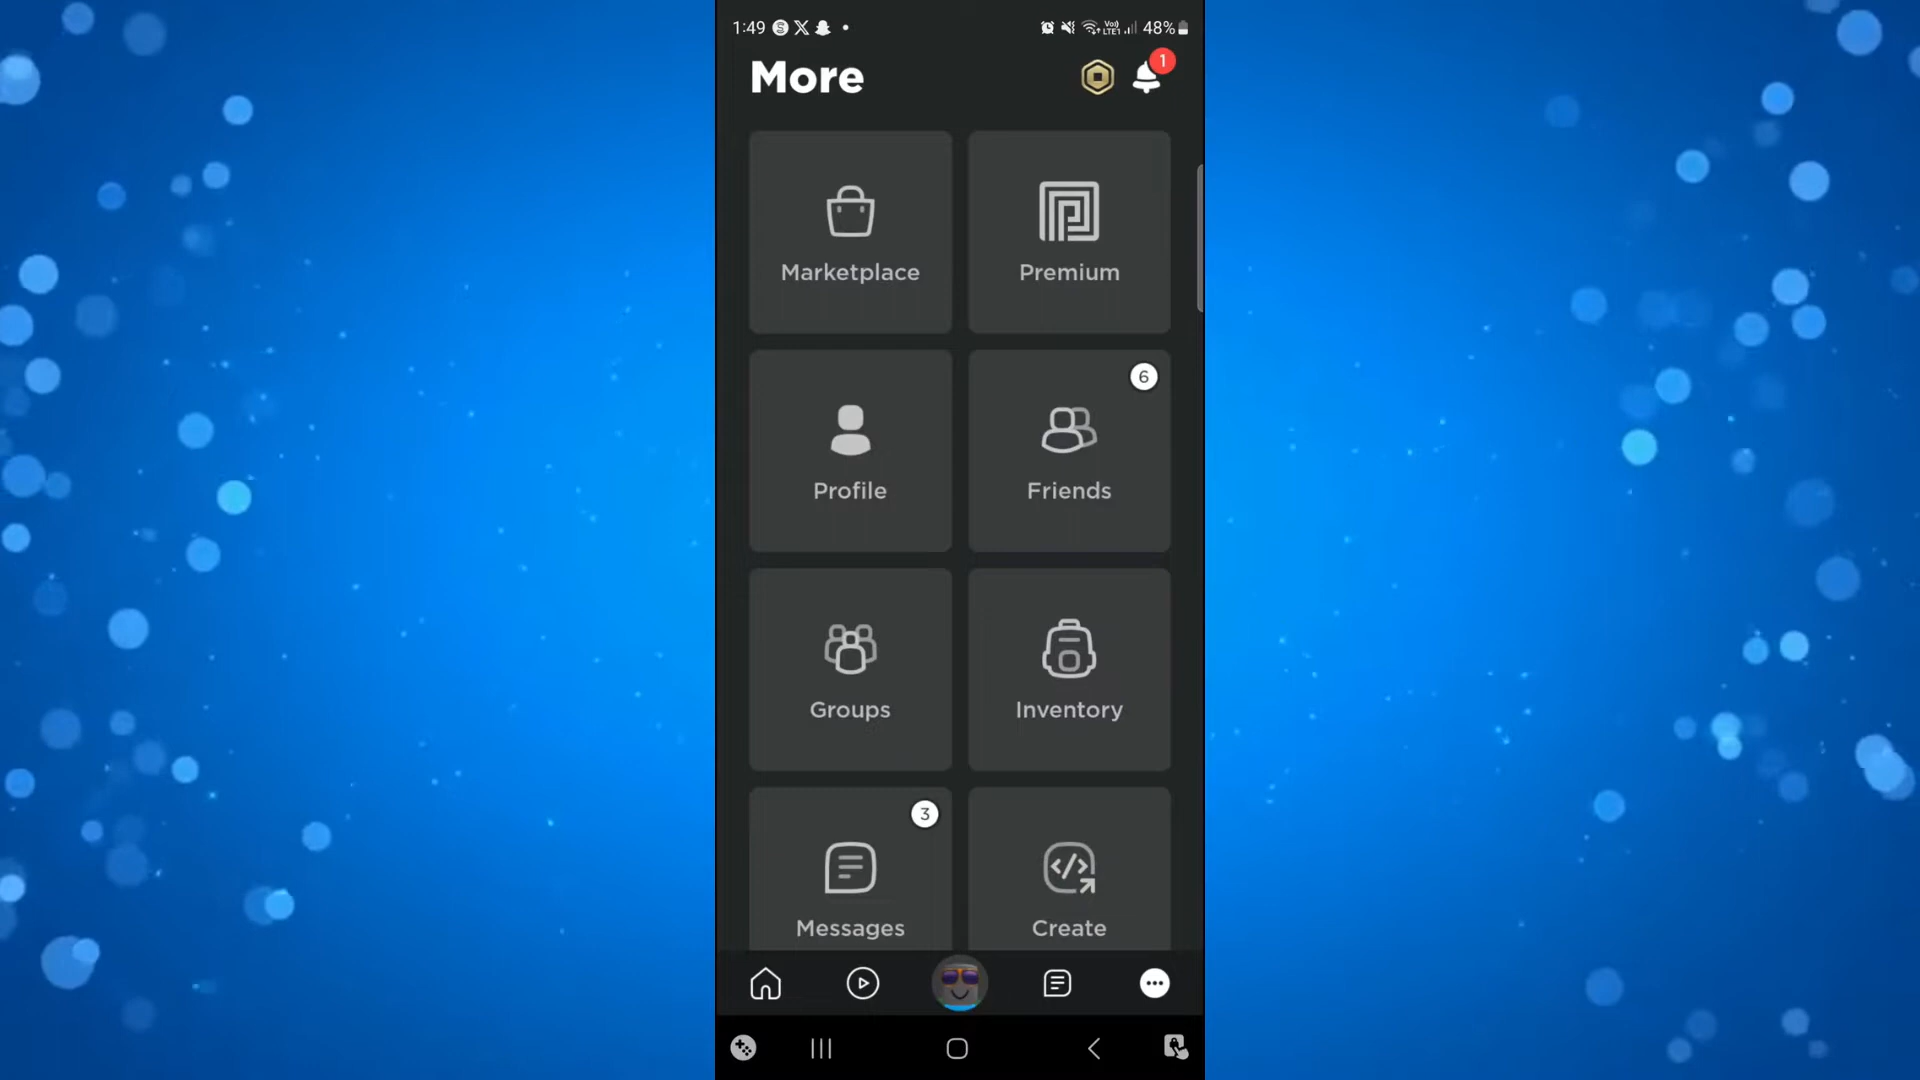 1:49 48%
More 1
Marketplace Premium
6
Profile Friends
Groups Inventory
3
Messages Create